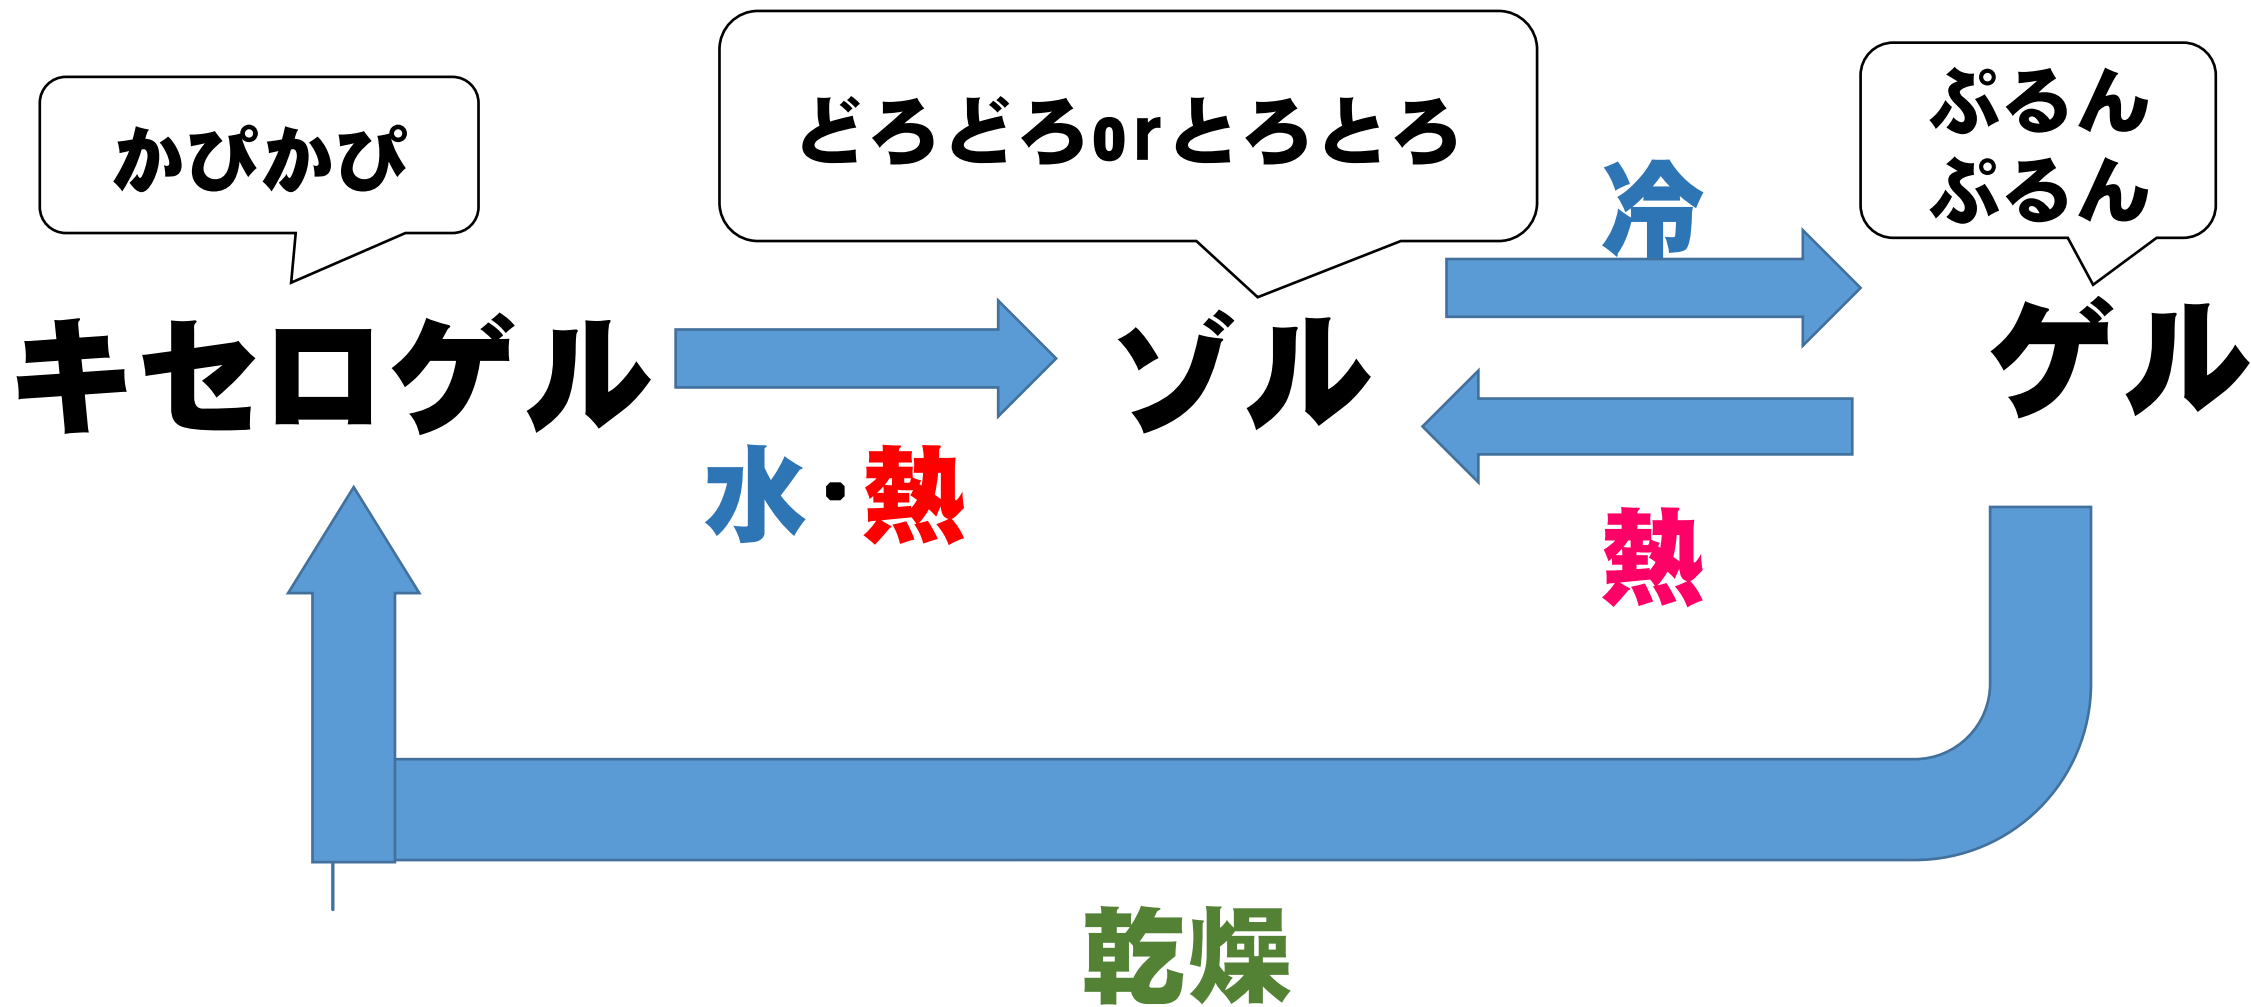 かぴかぴ
どろどろorとろとろ
ぷるん
ぷるん
冷
キセロゲル
ゾル
ゲル
水・熱
熱
乾燥